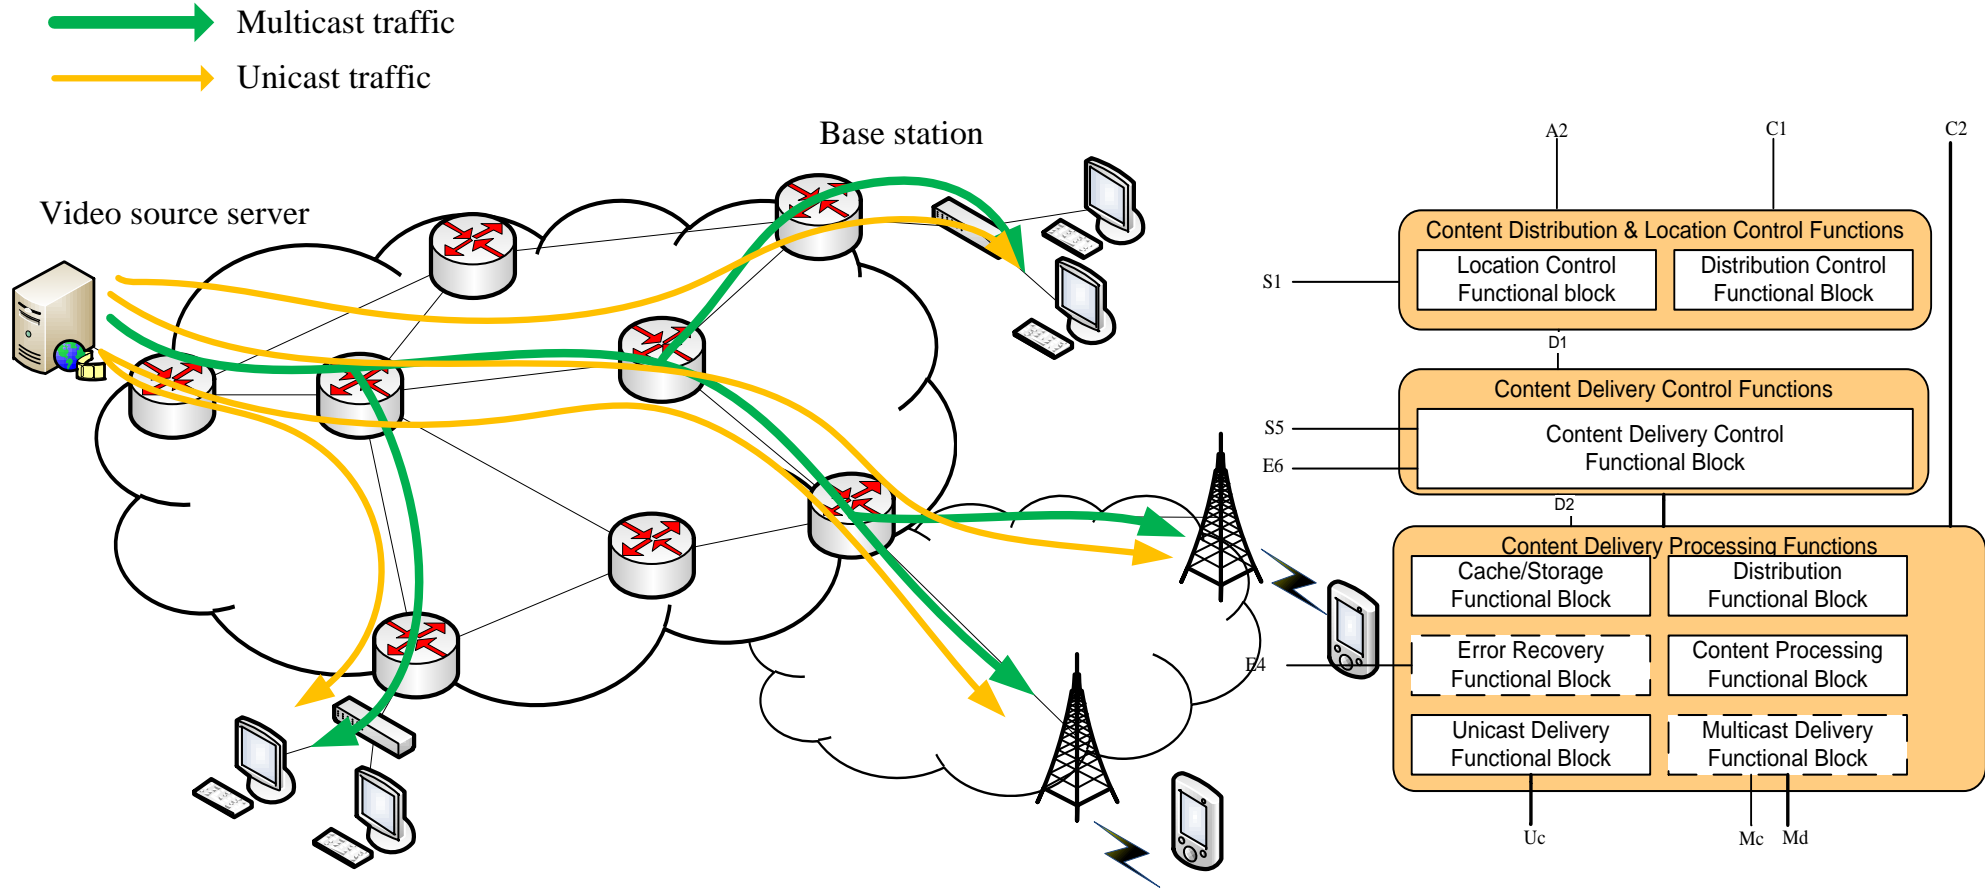 Multicast traffic
Unicast traffic
Base station
Video source server
A2
C1
C2
Content Distribution & Location Control Functions
Location Control
Functional block
Distribution Control
Functional Block
S1
D1
Content Delivery Control Functions
Content Delivery Control
Functional Block
S5
E6
D2
Content Delivery Processing Functions
Cache/Storage
Functional Block
Distribution
Functional Block
Error Recovery
Functional Block
Content Processing
Functional Block
E4
Unicast Delivery
Functional Block
Multicast Delivery
Functional Block
Uc
Mc
Md